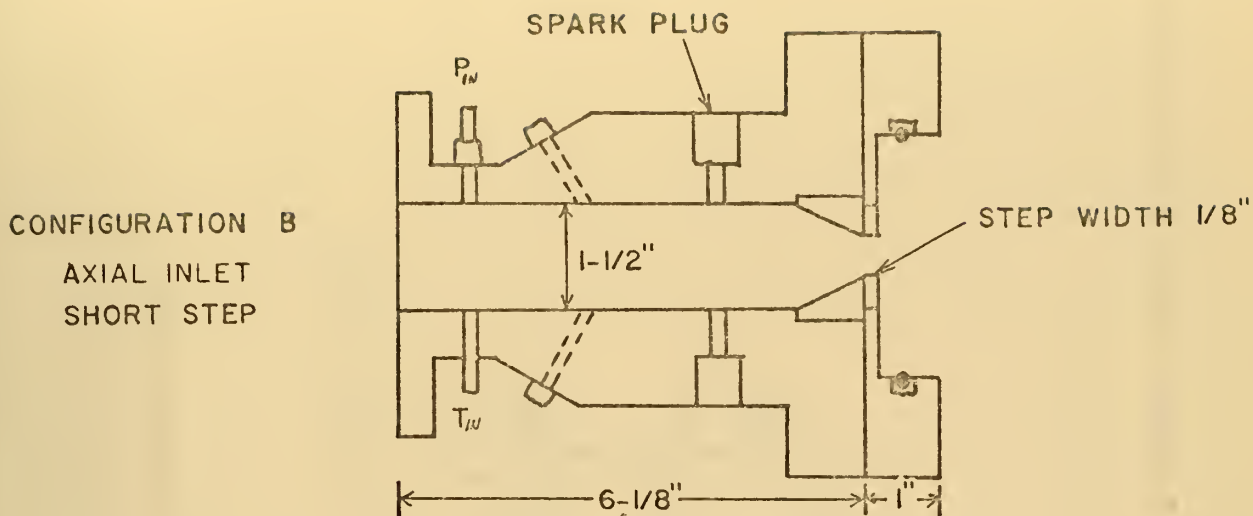 SPARK PLUG
P_IN
CONFIGURATION B
AXIAL INLET
SHORT STEP
STEP WIDTH 1/8"
1-1/2"
T_IN
6-1/8"
1"